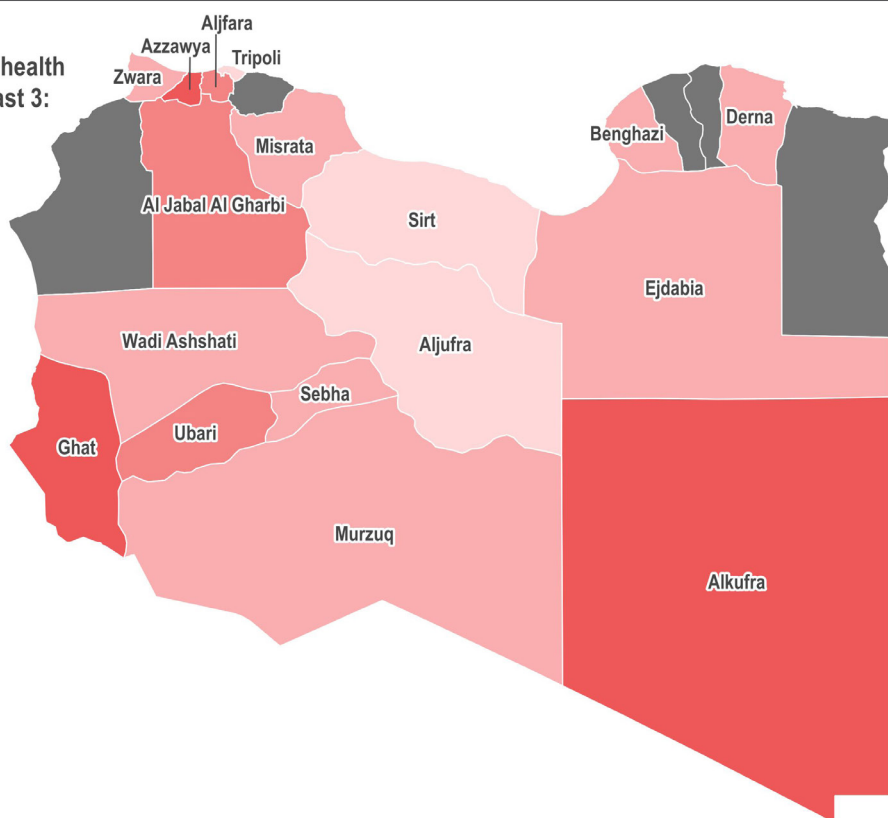 health
ast 3:
Aljfara
Azzawya
Tripoli
Zwara
Misrata
Benghazi
Derna
Al Jabal Al Gharbi
Sirt
Ejdabia
Wadi Ashshati
Aljufra
Sebha
Ubari
Ghat
Murzuq
Alkufra